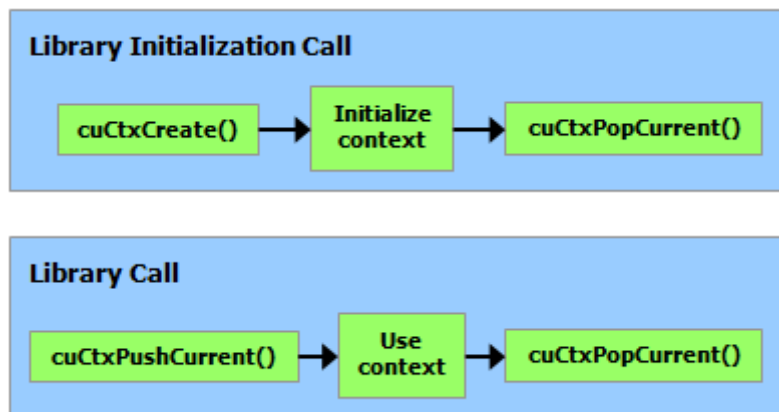 Library Initialization Call
cuCtxCreate()
Initialize
context
cuCtxPopCurrent()
Library Call
cuCtxPushCurrent()
Use
context
cuCtxPopCurrent()